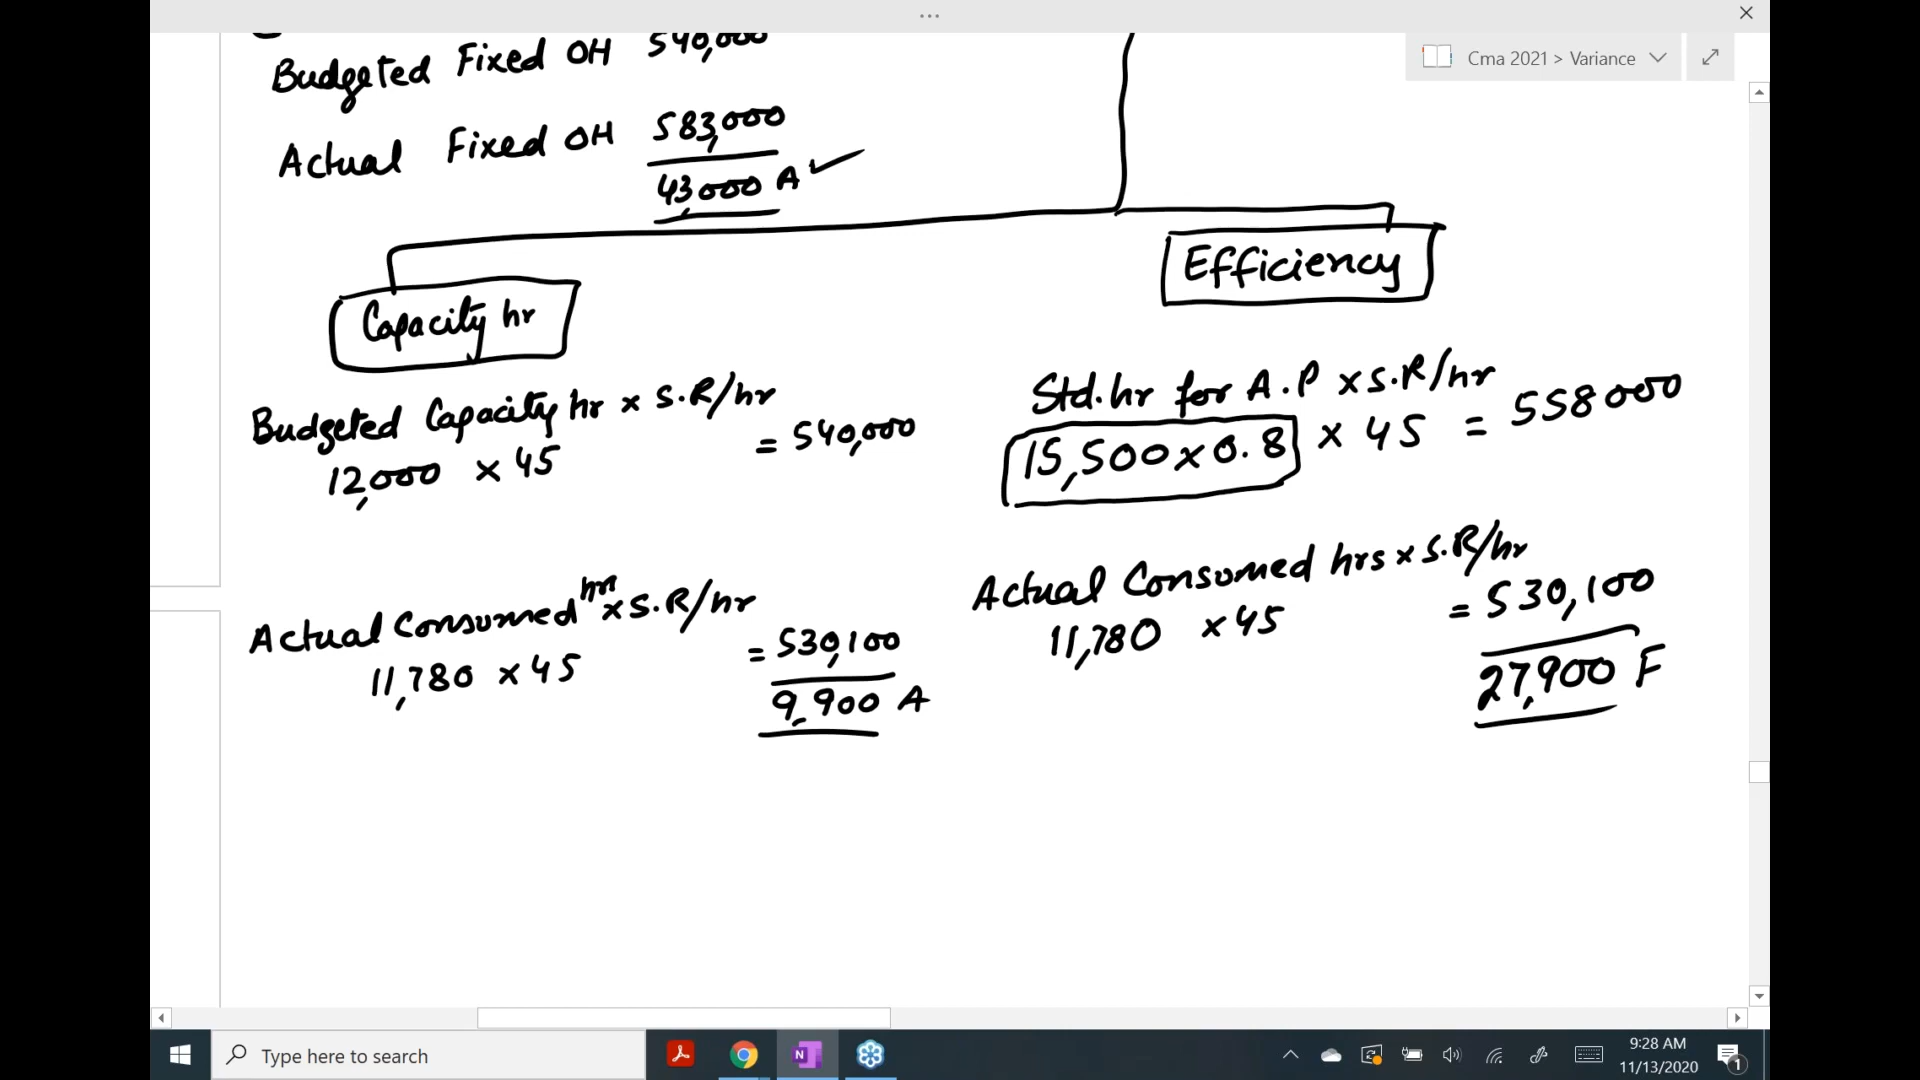 Cma 2021 > Variance
Budgeted Fixed OH 540,000
Actual Fixed OH 583,000
43,000 A
Capacity hr
Efficiency
Budgeted Capacity hr x S.R/hr
12,000 x 45 = 540,000
Std.hr for A.P x S.R/hr
15,500 x 0.8 x 45 = 558000
Actual Consumed hrs x S.R/hr
11,780 x 45 = 530,100
9,900 A
Actual Consumed hrs x S.R/hr
11,780 x 45 = 530,100
27,900 F
Type here to search
9:28 AM
11/13/2020
1